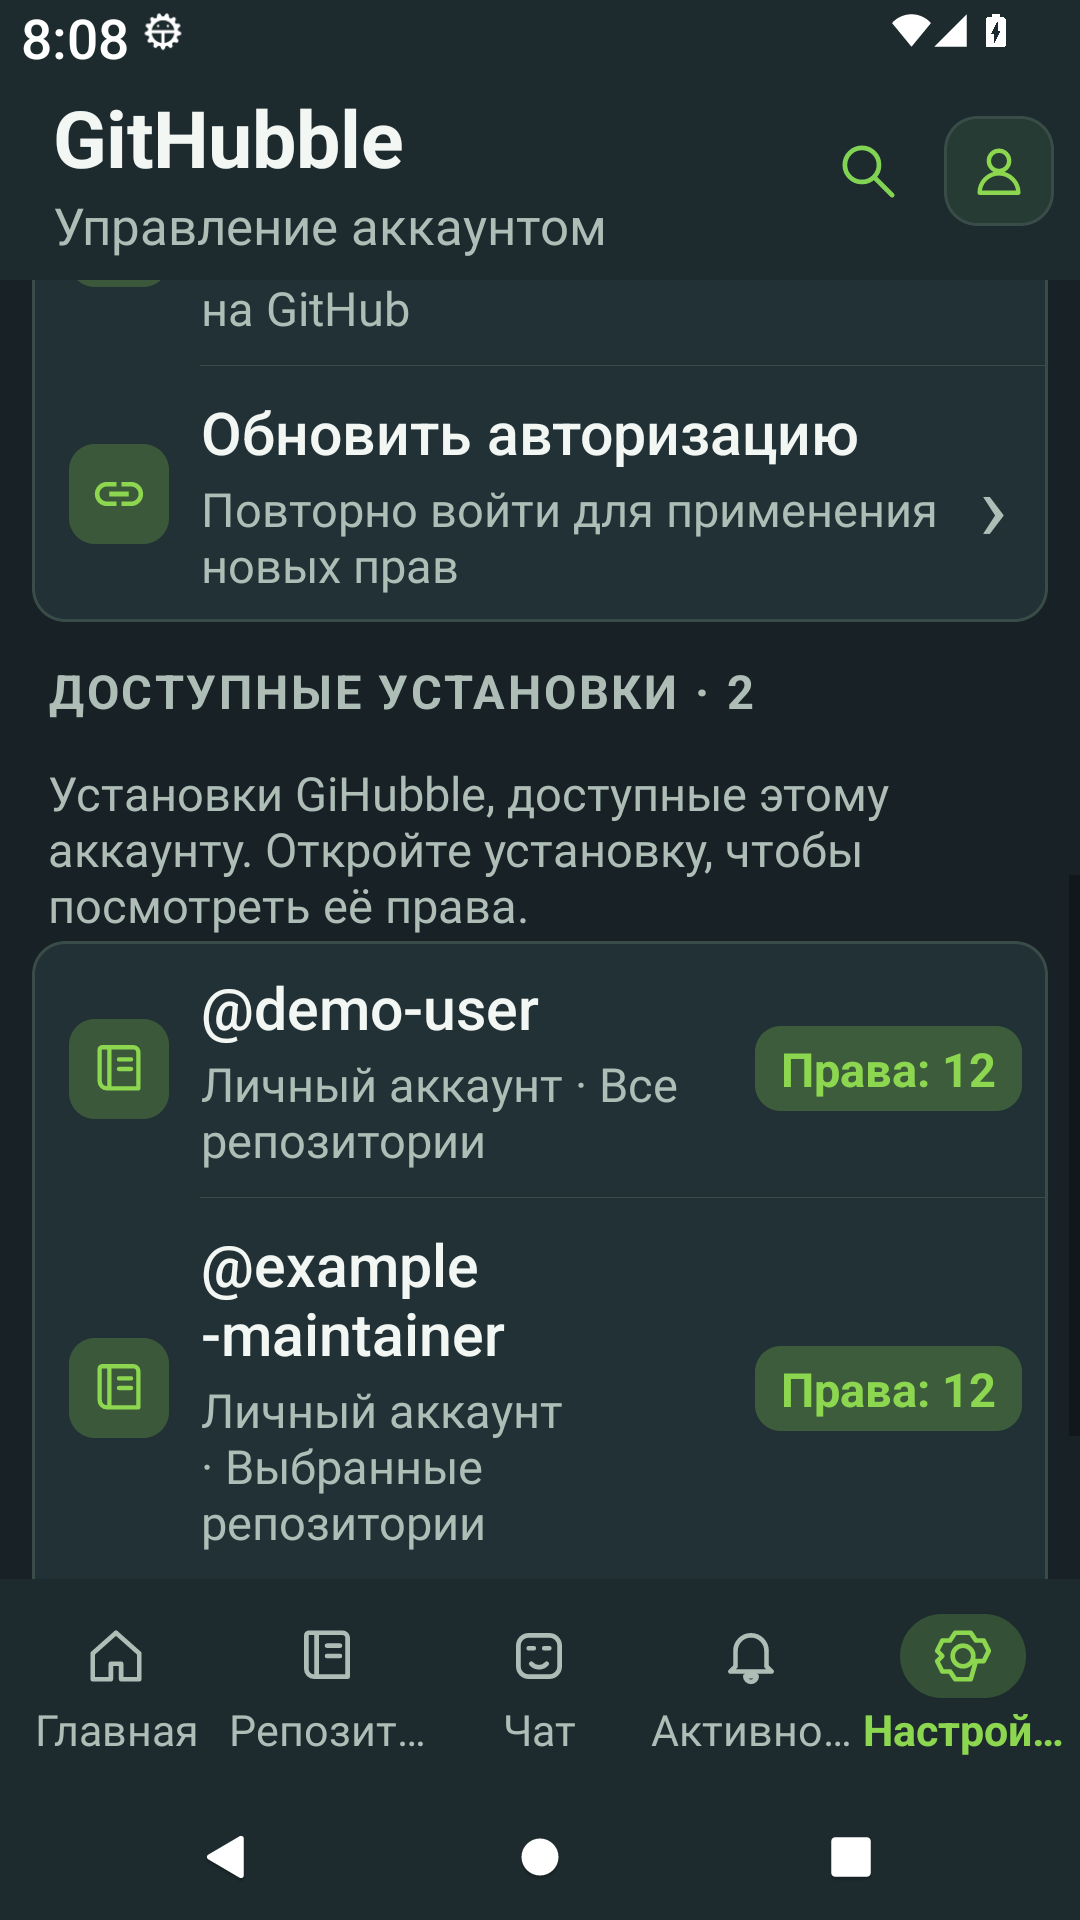 8:08
GitHubble
Управление аккаунтом
на GitHub
Обновить авторизацию
Повторно войти для применения
новых прав
ДОСТУПНЫЕ УСТАНОВКИ · 2
Установки GiHubble, доступные этому
аккаунту. Откройте установку, чтобы
посмотреть её права.
@demo-user
Личный аккаунт · Все
репозитории
Права: 12
@example
-maintainer
Личный аккаунт
· Выбранные
репозитории
Права: 12
Главная
Репозит...
Чат
Активно...
Настрой...